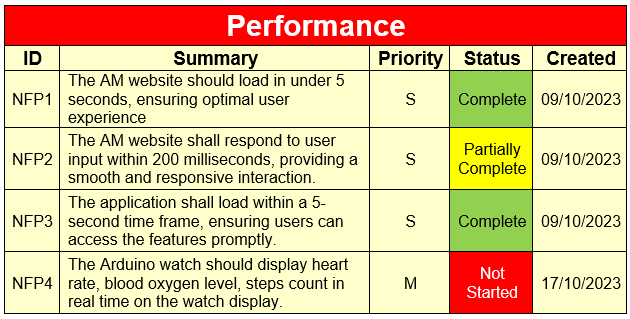 Performance
ID Summary Priority Status Created
NFP1 The AM website should load in under 5 seconds, ensuring optimal user experience S Complete 09/10/2023
NFP2 The AM website shall respond to user input within 200 milliseconds, providing a smooth and responsive interaction. S Partially Complete 09/10/2023
NFP3 The application shall load within a 5-second time frame, ensuring users can access the features promptly. S Complete 09/10/2023
NFP4 The Arduino watch should display heart rate, blood oxygen level, steps count in real time on the watch display. M Not Started 17/10/2023